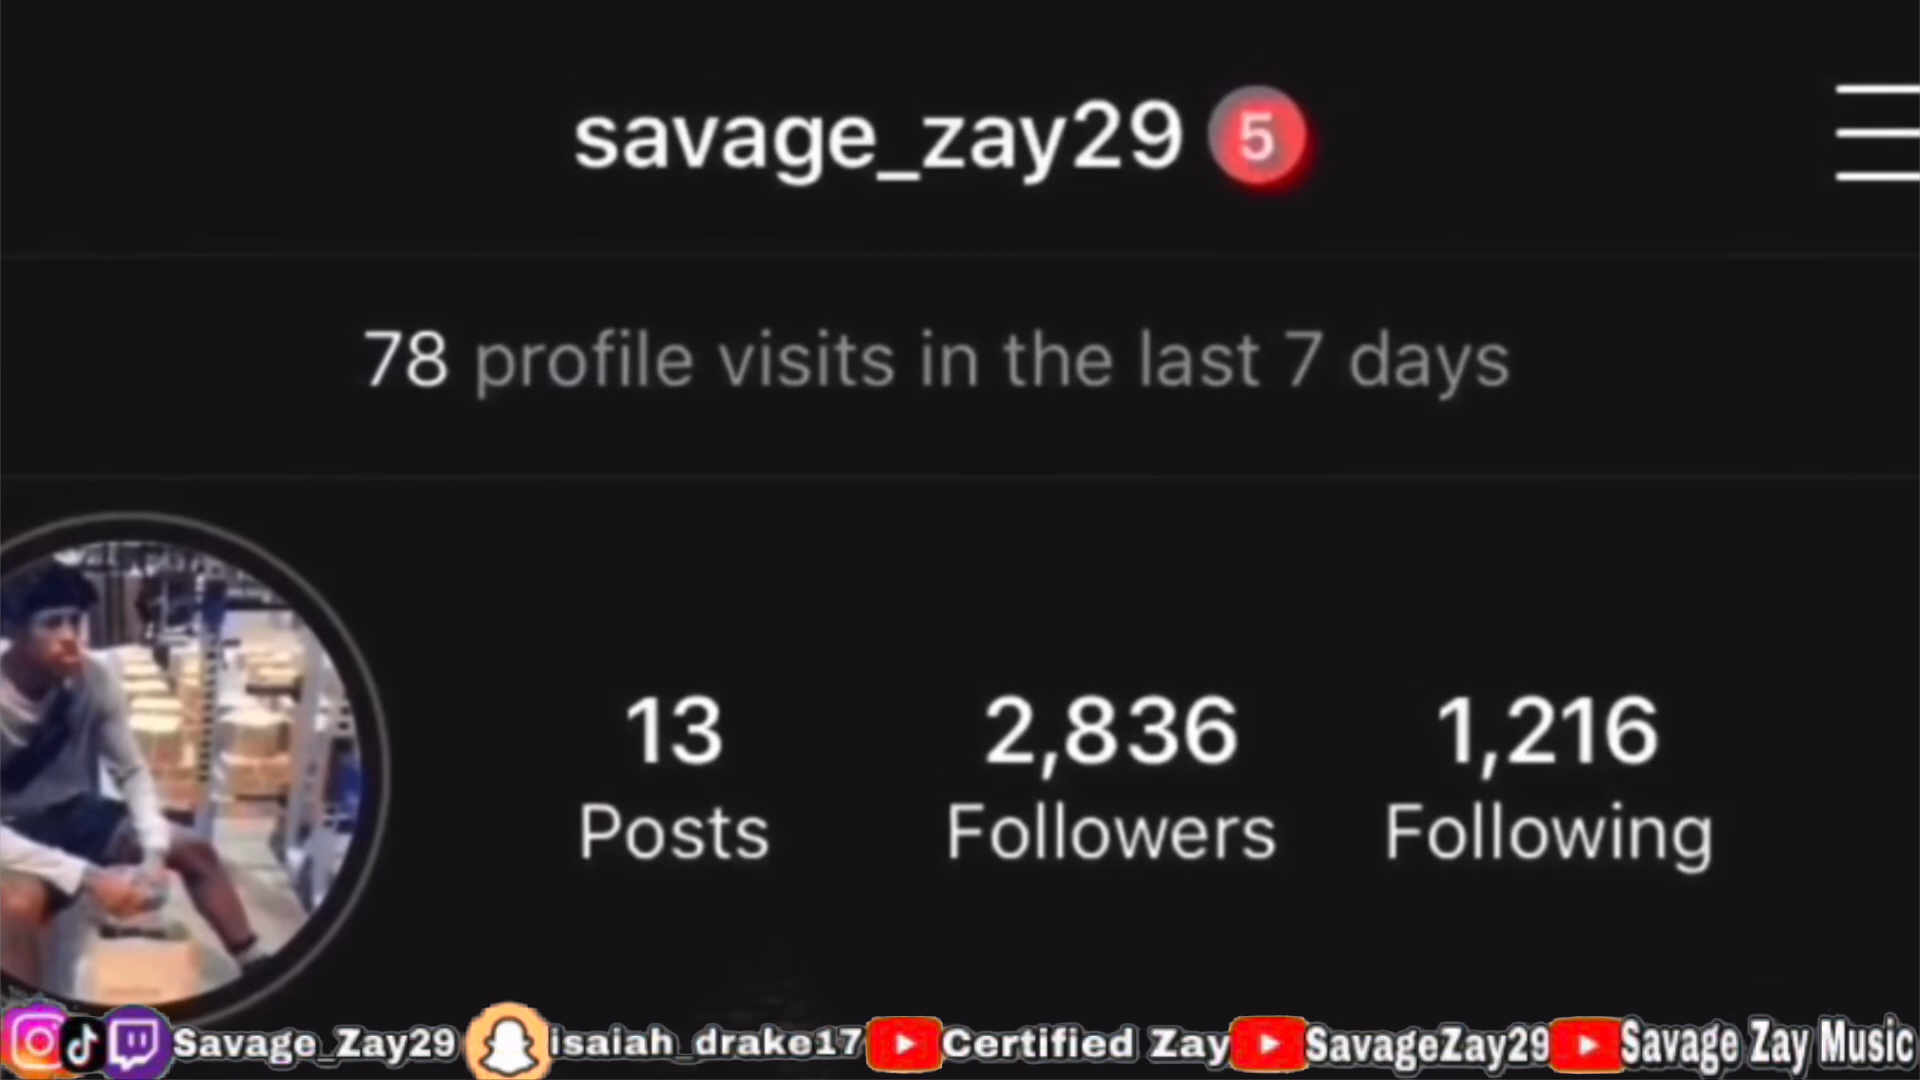 savage_zay29 5
78 profile visits in the last 7 days
13 2,836 1,216
Posts Followers Following
Savage_Zay29 isaiah_drake17 Certified Zay SavageZay29 Savage Zay Music